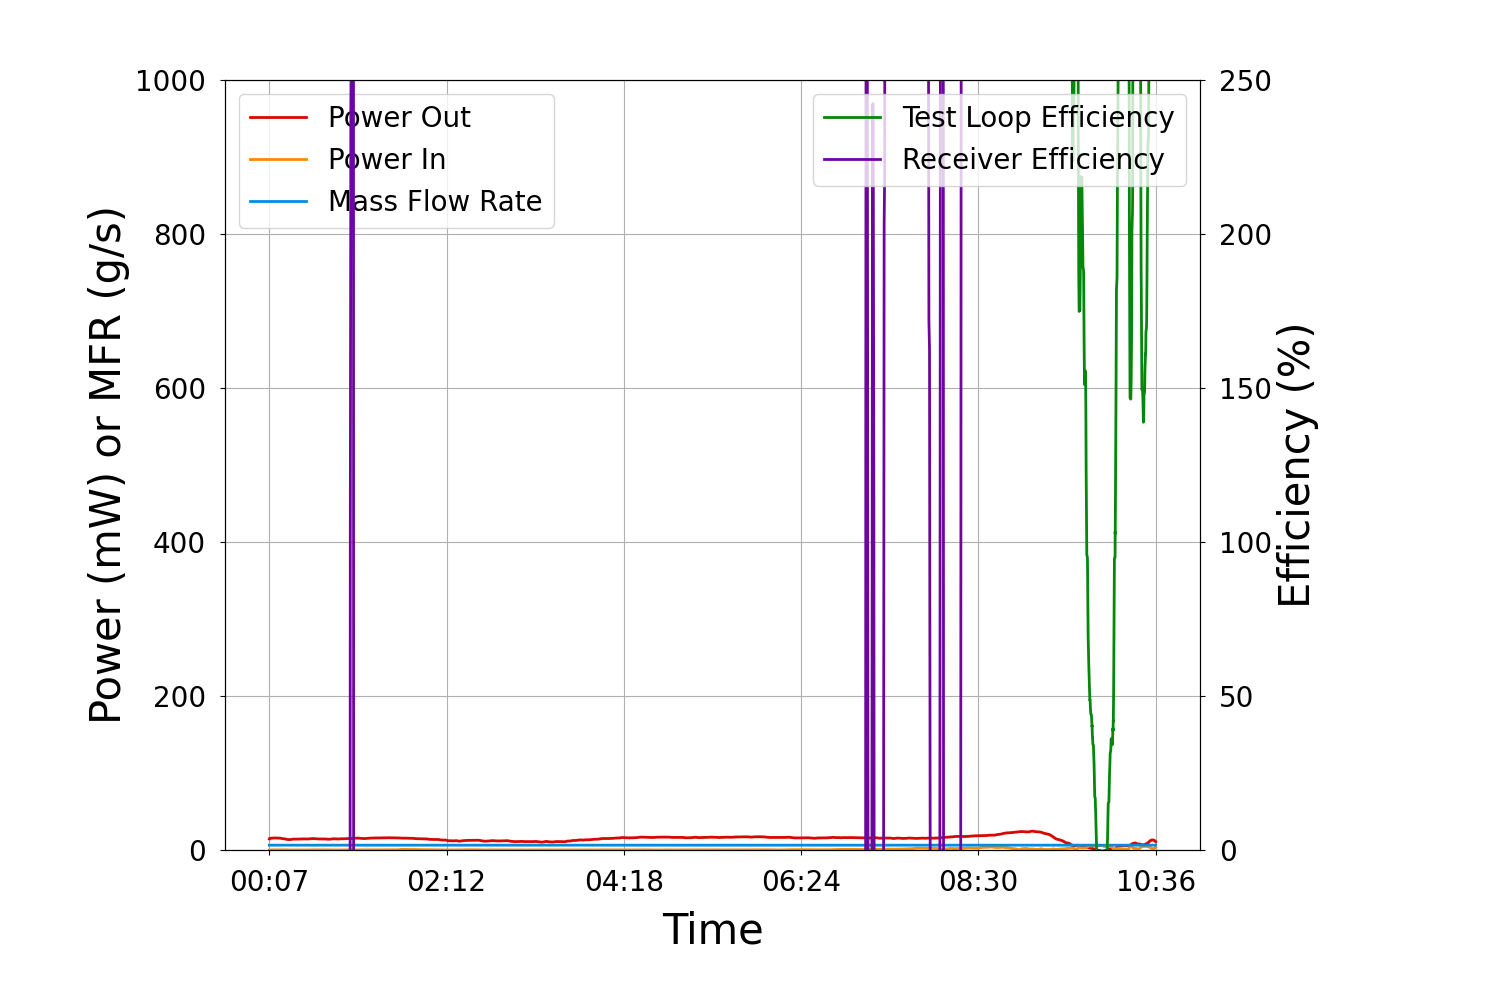 Power (mW) or MFR (g/s)
1000
800
600
400
200
0
Power Out
Power In
Mass Flow Rate
Test Loop Efficiency
Receiver Efficiency
250
200
150
100
50
0
Efficiency (%)
00:07 02:12 04:18 06:24 08:30 10:36
Time